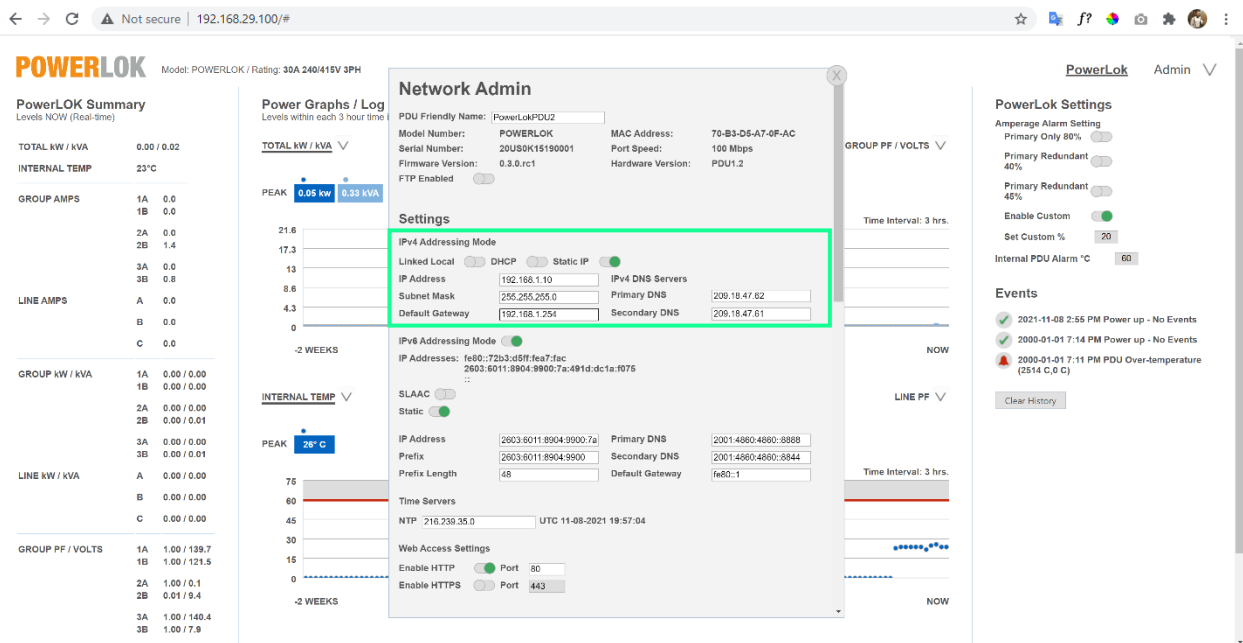 Not secure | 192.168.29.100/#
f?
POWERLOK
Model: POWERLOK / Rating: 30A 240/415V 3PH
PowerLok
Admin
PowerLOK Summary
Levels NOW (Real-time)
TOTAL kW / kVA 0.00 / 0.02
INTERNAL TEMP 23°C
GROUP AMPS 1A 0.0
1B 0.0
2A 0.0
2B 1.4
3A 0.0
3B 0.8
LINE AMPS A 0.0
B 0.0
C 0.0
GROUP kW / kVA 1A 0.00 / 0.00
1B 0.00 / 0.00
2A 0.00 / 0.00
2B 0.00 / 0.01
3A 0.00 / 0.00
3B 0.00 / 0.01
LINE kW / kVA A 0.00 / 0.00
B 0.00 / 0.00
C 0.00 / 0.00
GROUP PF / VOLTS 1A 1.00 / 139.7
1B 1.00 / 121.5
2A 1.00 / 0.1
2B 0.01 / 9.4
3A 1.00 / 140.4
3B 1.00 / 7.9
Power Graphs / Log
Levels within each 3 hour time
TOTAL kW / kVA
GROUP PF / VOLTS
PEAK 0.05 kw 0.33 kVA
Time Interval: 3 hrs.
21.6
17.3
13
8.6
4.3
0
-2 WEEKS
NOW
INTERNAL TEMP
LINE PF
PEAK 26° C
Time Interval: 3 hrs.
75
60
45
30
15
0
-2 WEEKS
NOW
X
Network Admin
PDU Friendly Name: PowerLokPDU2
Model Number: POWERLOK MAC Address: 70-B3-D5-A7-0F-AC
Serial Number: 20US0K15190001 Port Speed: 100 Mbps
Firmware Version: 0.3.0.rc1 Hardware Version: PDU1.2
FTP Enabled
Settings
IPv4 Addressing Mode
Linked Local DHCP Static IP
IP Address 192.168.1.10 IPv4 DNS Servers
Subnet Mask 255.255.255.0 Primary DNS 209.18.47.62
Default Gateway 192.168.1.254 Secondary DNS 209.18.47.61
IPv6 Addressing Mode
IP Addresses: fe80::72b3:d5ff:fea7:fac
2603:6011:8904:9900:7a:491d:dc1a:f075
::
SLAAC
Static
IP Address 2603:6011:8904:9900:7a Primary DNS 2001:4860:4860::8888
Prefix 2603:6011:8904:9900 Secondary DNS 2001:4860:4860::8844
Prefix Length 48 Default Gateway fe80::1
Time Servers
NTP 216.239.35.0 UTC 11-08-2021 19:57:04
Web Access Settings
Enable HTTP Port 80
Enable HTTPS Port 443
PowerLok Settings
Amperage Alarm Setting
Primary Only 80%
Primary Redundant
40%
Primary Redundant
45%
Enable Custom
Set Custom % 20
Internal PDU Alarm °C 60
Events
2021-11-08 2:55 PM Power up - No Events
2000-01-01 7:14 PM Power up - No Events
2000-01-01 7:11 PM PDU Over-temperature
(2514 C,0 C)
Clear History